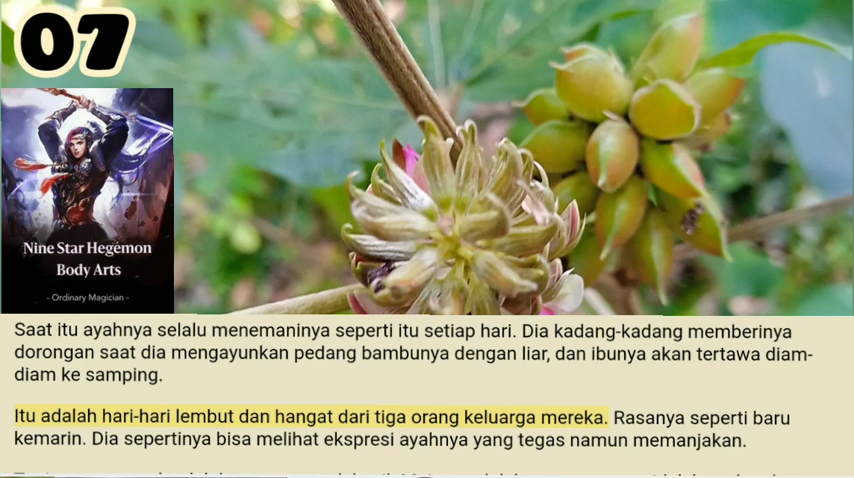 07
Nine Star Hegemon
Body Arts
- Ordinary Magician -
Saat itu ayahnya selalu menemaninya seperti itu setiap hari. Dia kadang-kadang memberinya
dorongan saat dia mengayunkan pedang bambunya dengan liar, dan ibunya akan tertawa diam-
diam ke samping.
Itu adalah hari-hari lembut dan hangat dari tiga orang keluarga mereka. Rasanya seperti baru
kemarin. Dia sepertinya bisa melihat ekspresi ayahnya yang tegas namun memanjakan.